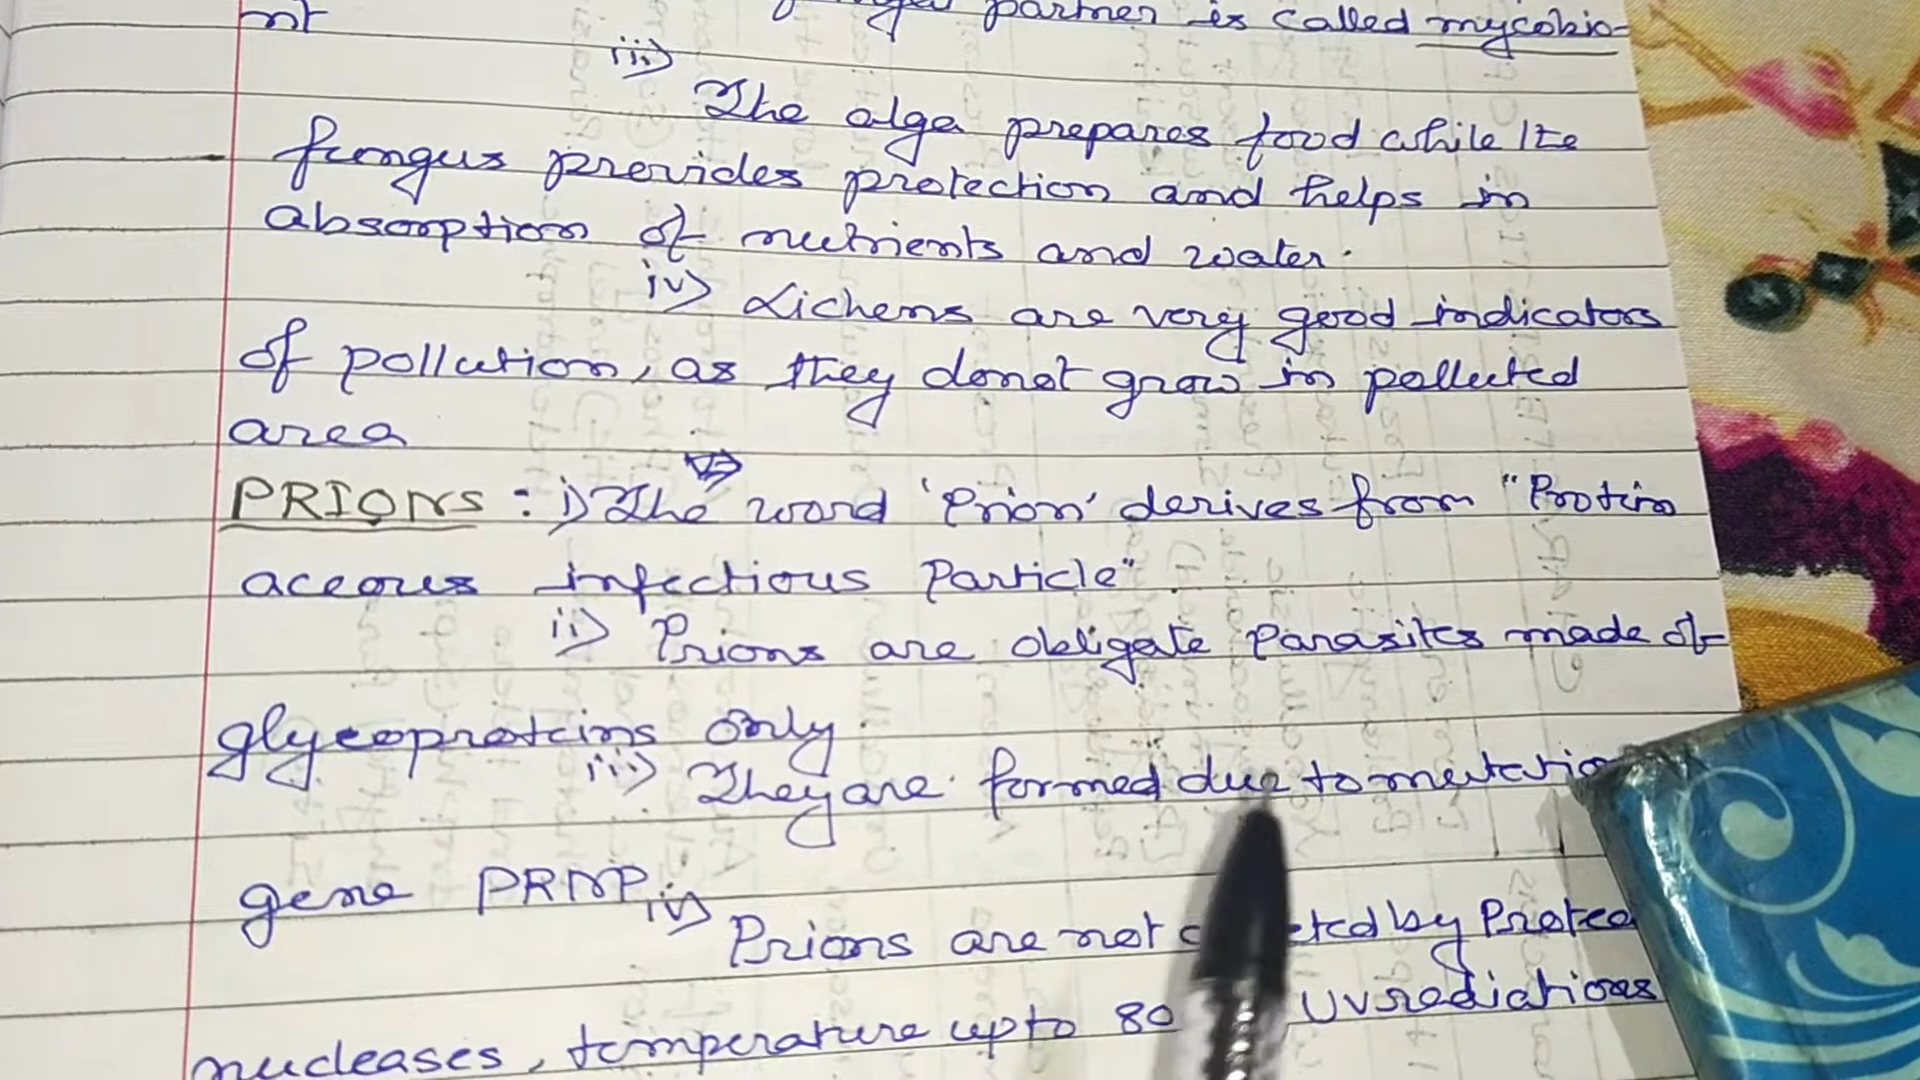 partner is called mycobio-
nt
iii) The alga prepares food while the
fungus provides protection and helps in
absorption of nutrients and water.
iv) Lichens are very good indicators
of pollution, as they donot grow in polluted
area
PRIONS : i) The word 'Prion' derives from "Protein
aceous infectious Particle"
ii) Prions are obligate Parasites made of
glycoproteins only
iii) They are formed due to mutatio
gene PRNP
iv) Prions are not by Protea
nucleases, temperature upto 80 UV radiations